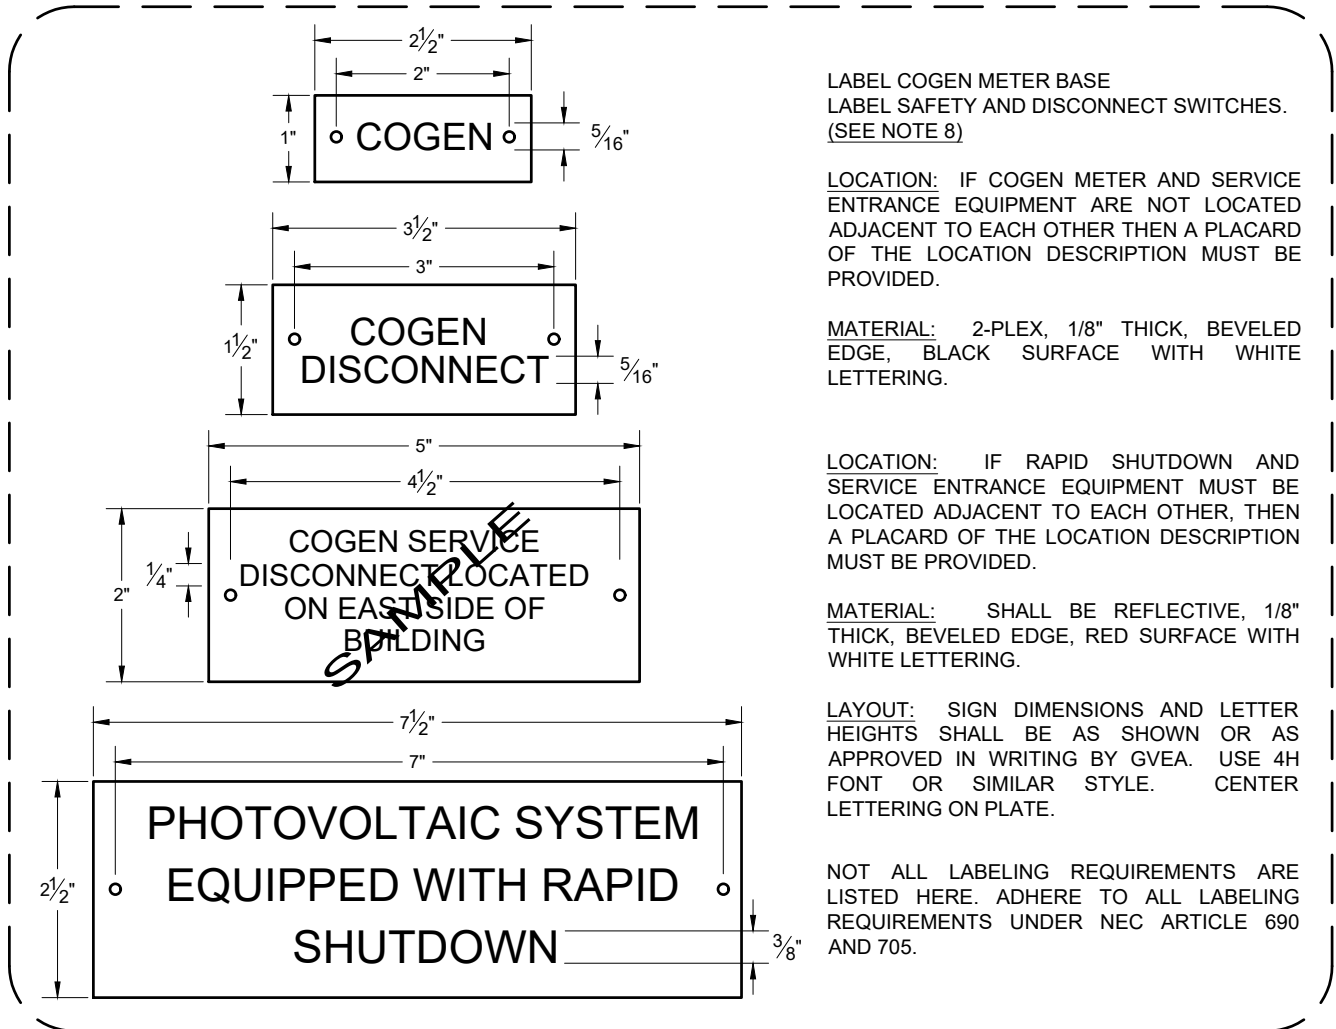 2½"
2"
1"
COGEN
5⁄16"
3½"
3"
1½"
COGEN
DISCONNECT
5⁄16"
5"
4½"
2"
¼"
COGEN SERVICE
DISCONNECT LOCATED
ON EAST SIDE OF
BUILDING
SAMPLE
7½"
7"
2½"
PHOTOVOLTAIC SYSTEM
EQUIPPED WITH RAPID
SHUTDOWN
⅜"
LABEL COGEN METER BASE
LABEL SAFETY AND DISCONNECT SWITCHES.
(SEE NOTE 8)
LOCATION: IF COGEN METER AND SERVICE
ENTRANCE EQUIPMENT ARE NOT LOCATED
ADJACENT TO EACH OTHER THEN A PLACARD
OF THE LOCATION DESCRIPTION MUST BE
PROVIDED.
MATERIAL: 2-PLEX, 1/8" THICK, BEVELED
EDGE, BLACK SURFACE WITH WHITE
LETTERING.
LOCATION: IF RAPID SHUTDOWN AND
SERVICE ENTRANCE EQUIPMENT MUST BE
LOCATED ADJACENT TO EACH OTHER, THEN
A PLACARD OF THE LOCATION DESCRIPTION
MUST BE PROVIDED.
MATERIAL: SHALL BE REFLECTIVE, 1/8"
THICK, BEVELED EDGE, RED SURFACE WITH
WHITE LETTERING.
LAYOUT: SIGN DIMENSIONS AND LETTER
HEIGHTS SHALL BE AS SHOWN OR AS
APPROVED IN WRITING BY GVEA. USE 4H
FONT OR SIMILAR STYLE. CENTER
LETTERING ON PLATE.
NOT ALL LABELING REQUIREMENTS ARE
LISTED HERE. ADHERE TO ALL LABELING
REQUIREMENTS UNDER NEC ARTICLE 690
AND 705.